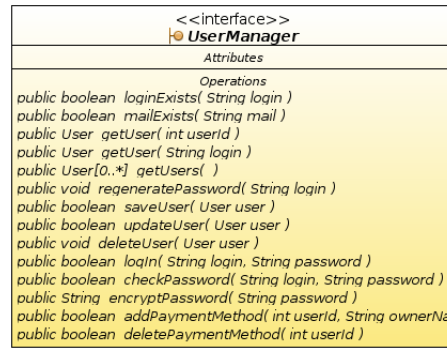 <<interface>>
UserManager
Attributes
Operations
public boolean loginExists( String login )
public boolean mailExists( String mail )
public User getUser( int userId )
public User getUser( String login )
public User[0..*] getUsers( )
public void regeneratePassword( String login )
public boolean saveUser( User user )
public boolean updateUser( User user )
public void deleteUser( User user )
public boolean logIn( String login, String password )
public boolean checkPassword( String login, String password )
public String encryptPassword( String password )
public boolean addPaymentMethod( int userId, String ownerNa
public boolean deletePaymentMethod( int userId )